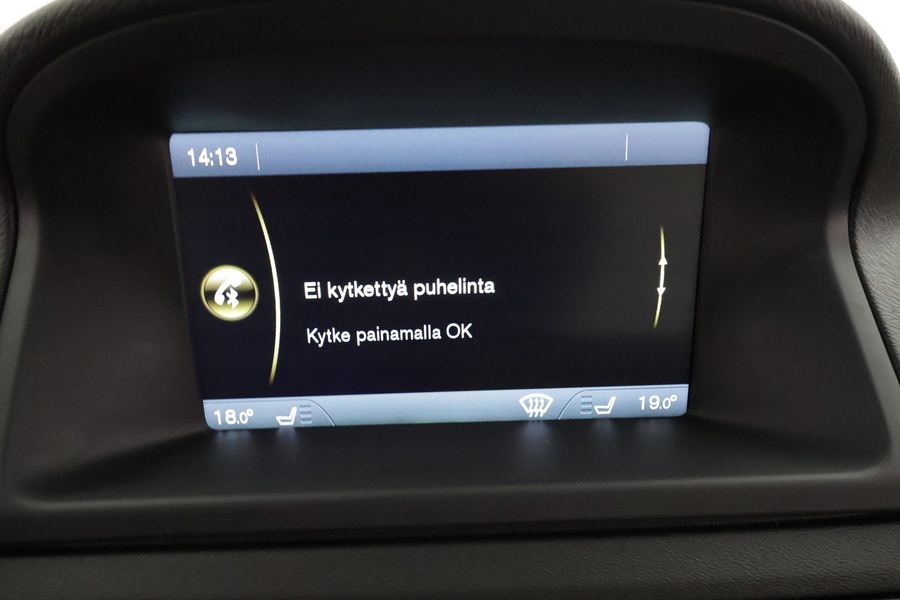 14:13
Ei kytkettyä puhelinta
Kytke painamalla OK
18.0° 19.0°